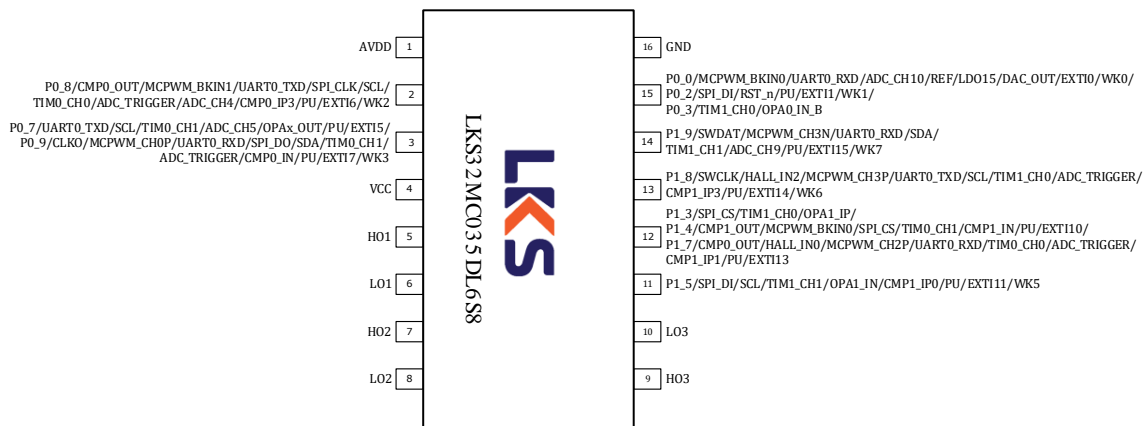 AVDD 1
P0_8/CMP0_OUT/MCPWM_BKIN1/UART0_TXD/SPI_CLK/SCL/
TIM0_CH0/ADC_TRIGGER/ADC_CH4/CMP0_IP3/PU/EXTI6/WK2
2
P0_7/UART0_TXD/SCL/TIM0_CH1/ADC_CH5/OPAx_OUT/PU/EXTI5/
P0_9/CLKO/MCPWM_CH0P/UART0_RXD/SPI_DO/SDA/TIM0_CH1/
ADC_TRIGGER/CMP0_IN/PU/EXTI7/WK3
3
VCC 4
HO1 5
LO1 6
HO2 7
LO2 8
LKS32MC035DL6S8
LKS
16 GND
15
P0_0/MCPWM_BKIN0/UART0_RXD/ADC_CH10/REF/LDO15/DAC_OUT/EXTI0/WK0/
P0_2/SPI_DI/RST_n/PU/EXTI1/WK1/
P0_3/TIM1_CH0/OPA0_IN_B
14
P1_9/SWDAT/MCPWM_CH3N/UART0_RXD/SDA/
TIM1_CH1/ADC_CH9/PU/EXTI15/WK7
13
P1_8/SWCLK/HALL_IN2/MCPWM_CH3P/UART0_TXD/SCL/TIM1_CH0/ADC_TRIGGER/
CMP1_IP3/PU/EXTI14/WK6
12
P1_3/SPI_CS/TIM1_CH0/OPA1_IP/
P1_4/CMP1_OUT/MCPWM_BKIN0/SPI_CS/TIM0_CH1/CMP1_IN/PU/EXTI10/
P1_7/CMP0_OUT/HALL_IN0/MCPWM_CH2P/UART0_RXD/TIM0_CH0/ADC_TRIGGER/
CMP1_IP1/PU/EXTI13
11 P1_5/SPI_DI/SCL/TIM1_CH1/OPA1_IN/CMP1_IP0/PU/EXTI11/WK5
10 LO3
9 HO3